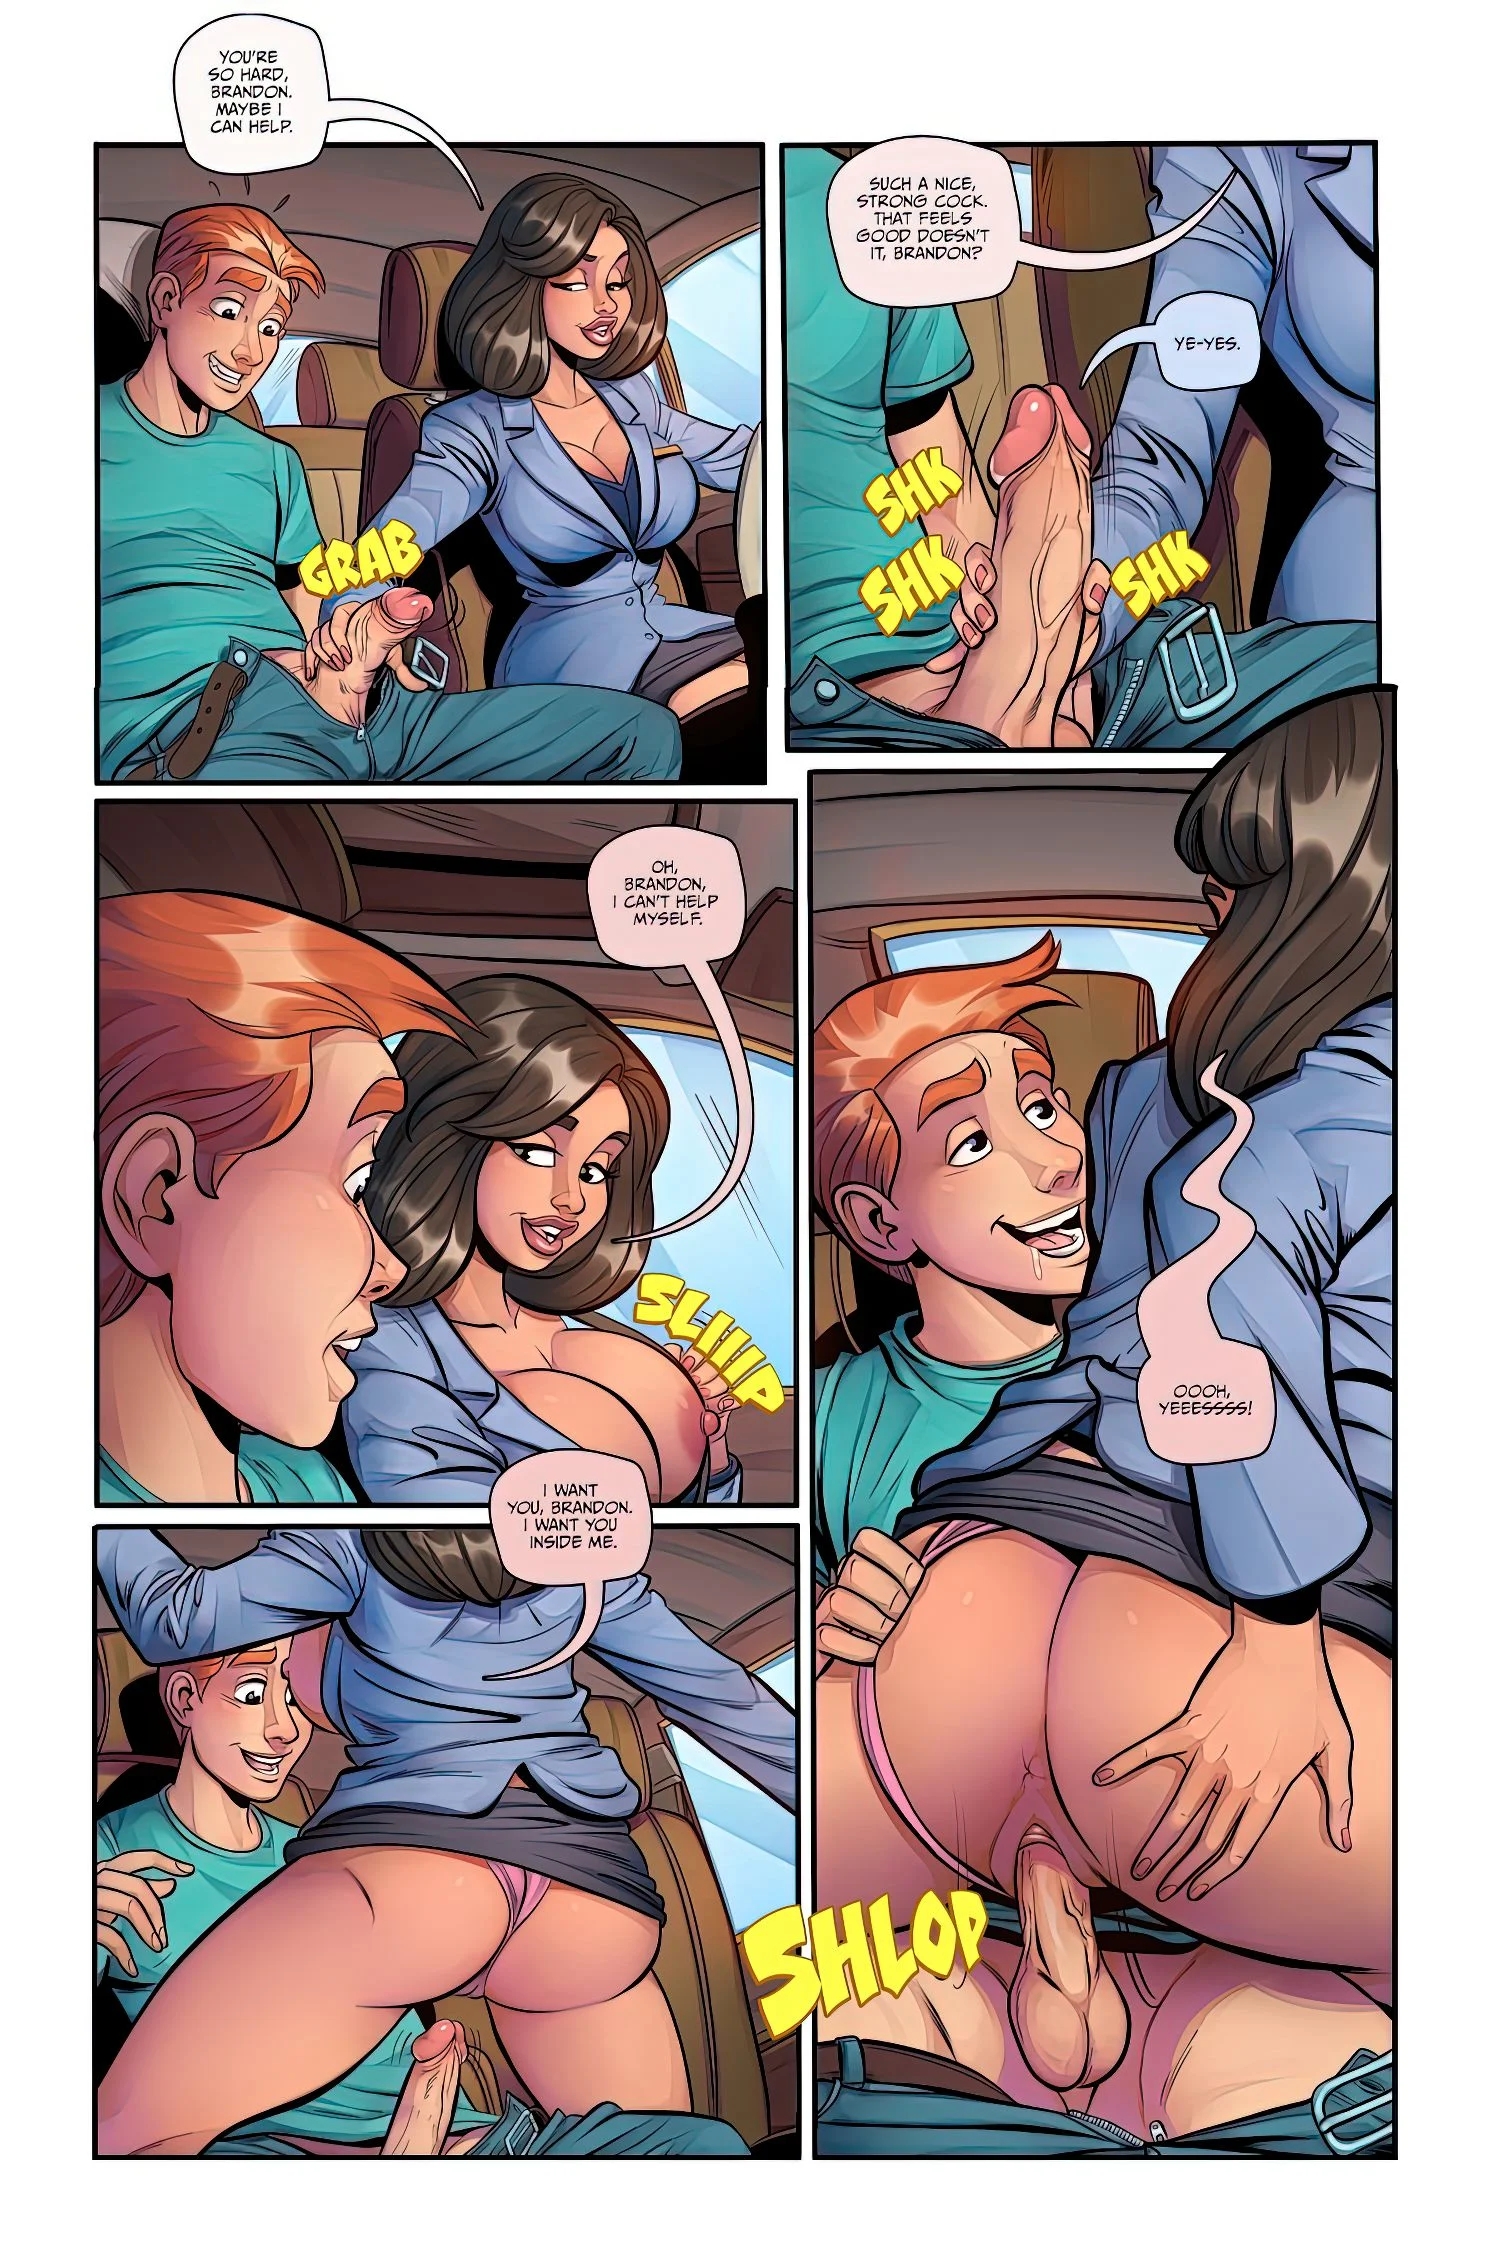 YOU'RE
SO HARD,
BRANDON.
MAYBE I
CAN HELP.
GRAB
SUCH A NICE,
STRONG COCK.
THAT FEELS
GOOD DOESN'T
IT, BRANDON?
YE-YES.
SHK
SHK
SHK
OH,
BRANDON,
I CAN'T HELP
MYSELF.
SLIIIP
I WANT
YOU, BRANDON.
I WANT YOU
INSIDE ME.
OOOH,
YEEESSSS!
SHLOP